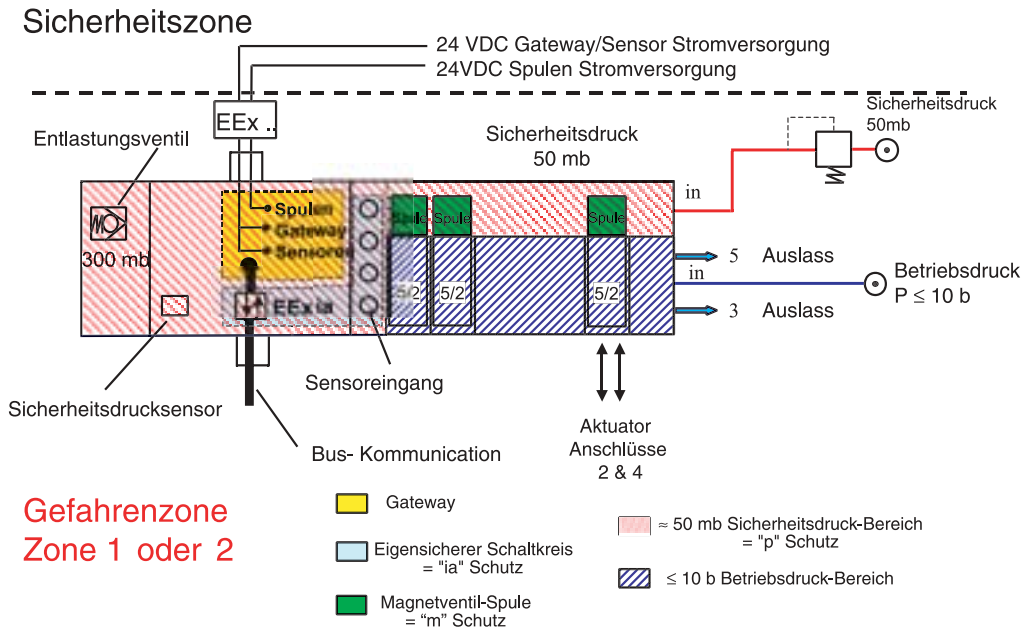 Sicherheitszone
24 VDC Gateway/Sensor Stromversorgung
24VDC Spulen Stromversorgung
EEx ..
Entlastungsventil
Sicherheitsdruck
50 mb
Sicherheitsdruck
50mb
in
Spulen
Gateway
Sensoren
Spule
Spule
Spule
300 mb
5 Auslass
in
Betriebsdruck
P ≤ 10 b
5/2
5/2
5/2
EEx ia
3 Auslass
Sensoreingang
Sicherheitsdrucksensor
Aktuator
Anschlüsse
2 & 4
Bus- Kommunication
Gefahrenzone
Zone 1 oder 2
Gateway
Eigensicherer Schaltkreis
= "ia" Schutz
Magnetventil-Spule
= “m” Schutz
≈ 50 mb Sicherheitsdruck-Bereich
= "p" Schutz
≤ 10 b Betriebsdruck-Bereich